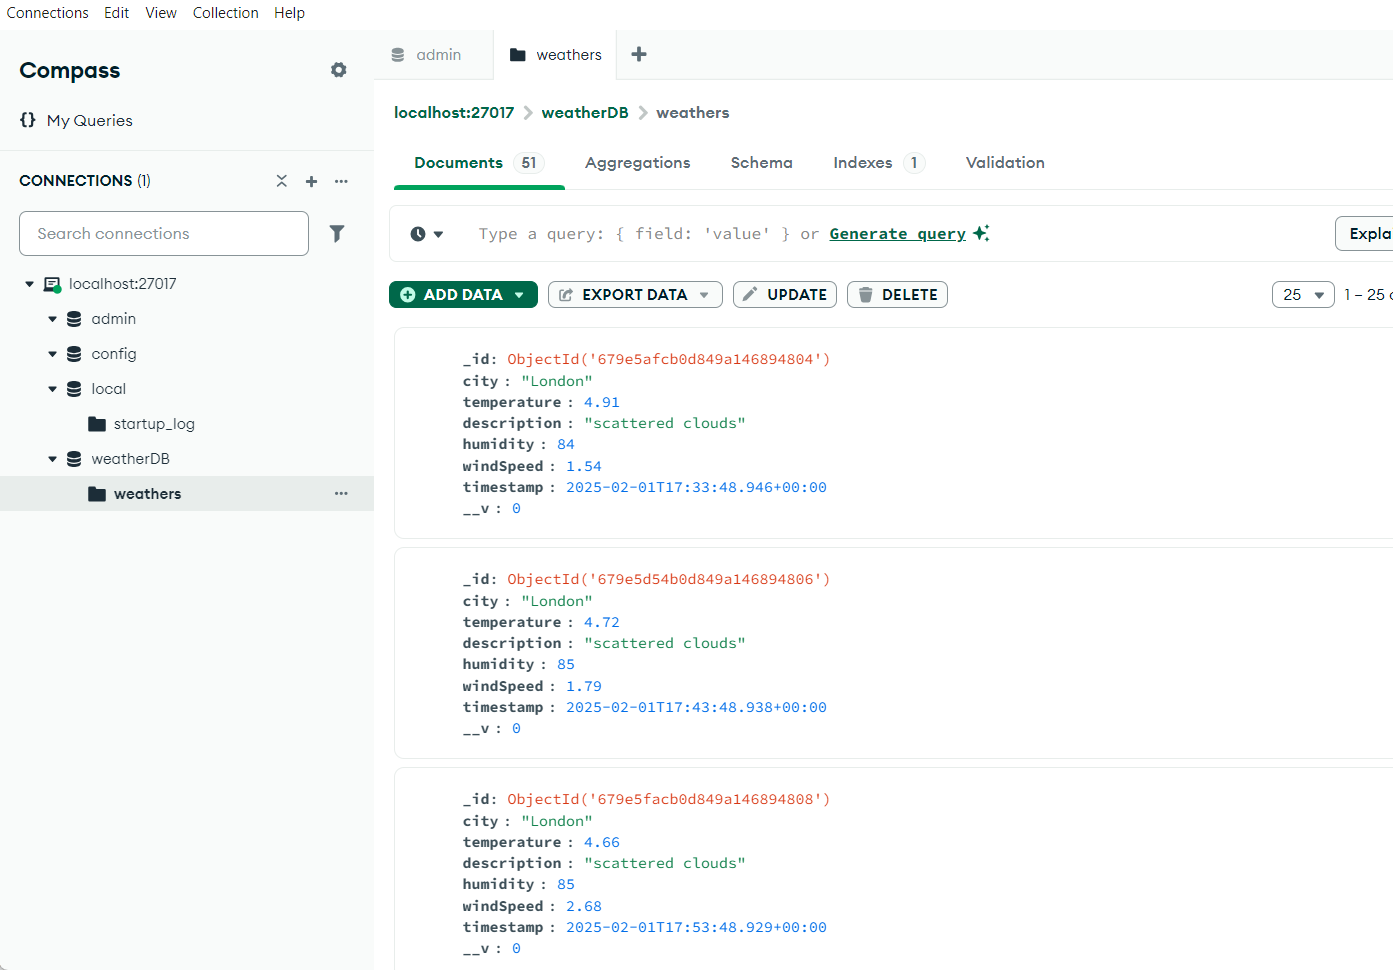 Connections Edit View Collection Help
Compass
My Queries
CONNECTIONS (1)
Search connections
localhost:27017
admin
config
local
startup_log
weatherDB
weathers
admin weathers
localhost:27017 > weatherDB > weathers
Documents 51 Aggregations Schema Indexes 1 Validation
Type a query: { field: 'value' } or Generate query
Expla
ADD DATA EXPORT DATA UPDATE DELETE
25 1 – 25 o
_id: ObjectId('679e5afcb0d849a146894804')
city : "London"
temperature : 4.91
description : "scattered clouds"
humidity : 84
windSpeed : 1.54
timestamp : 2025-02-01T17:33:48.946+00:00
__v : 0
_id: ObjectId('679e5d54b0d849a146894806')
city : "London"
temperature : 4.72
description : "scattered clouds"
humidity : 85
windSpeed : 1.79
timestamp : 2025-02-01T17:43:48.938+00:00
__v : 0
_id: ObjectId('679e5facb0d849a146894808')
city : "London"
temperature : 4.66
description : "scattered clouds"
humidity : 85
windSpeed : 2.68
timestamp : 2025-02-01T17:53:48.929+00:00
__v : 0